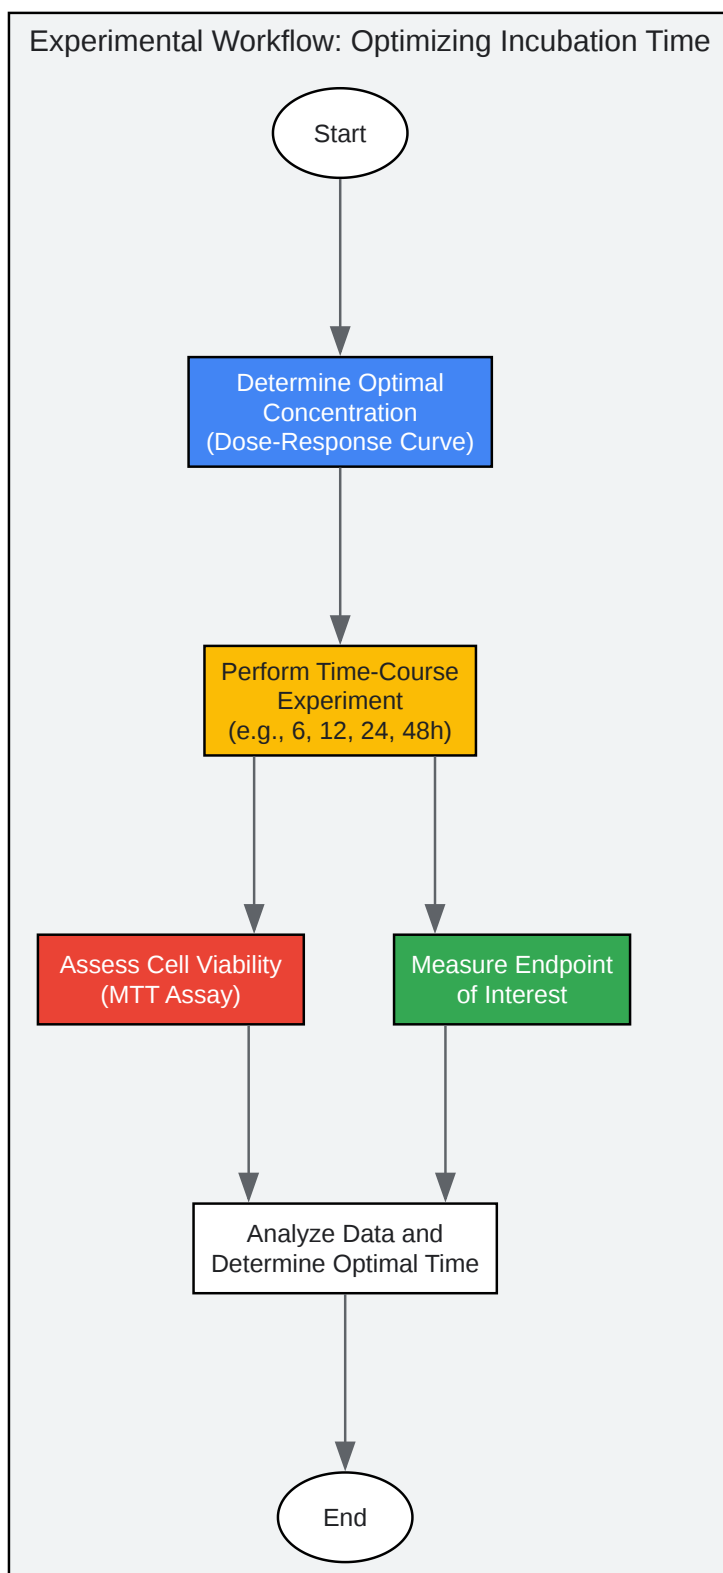 Experimental Workflow: Optimizing Incubation Time
Start
Determine Optimal
Concentration
(Dose-Response Curve)
Perform Time-Course
Experiment
(e.g., 6, 12, 24, 48h)
Assess Cell Viability
(MTT Assay)
Measure Endpoint
of Interest
Analyze Data and
Determine Optimal Time
End